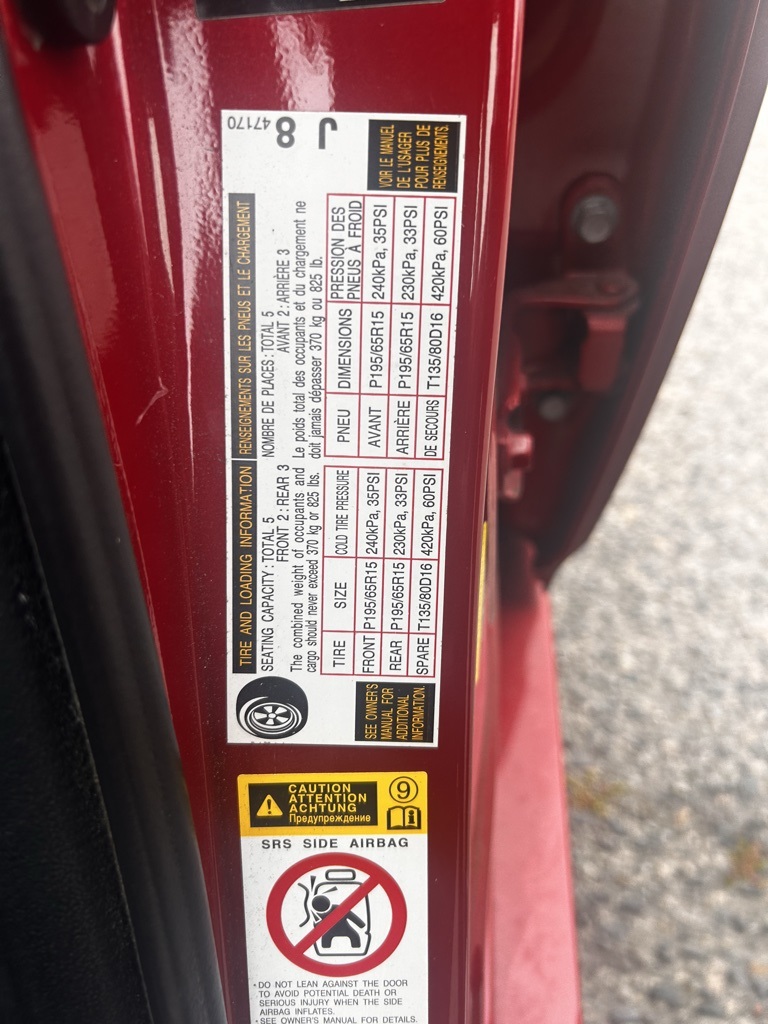 TIRE AND LOADING INFORMATION
SEATING CAPACITY : TOTAL 5
FRONT 2 : REAR 3
The combined weight of occupants and
cargo should never exceed 370 kg or 825 lbs.
TIRE SIZE COLD TIRE PRESSURE
FRONT P195/65R15 240kPa, 35PSI
REAR P195/65R15 230kPa, 33PSI
SPARE T135/80D16 420kPa, 60PSI
SEE OWNER'S
MANUAL FOR
ADDITIONAL
INFORMATION.
RENSEIGNEMENTS SUR LES PNEUS ET LE CHARGEMENT
NOMBRE DE PLACES : TOTAL 5
AVANT 2 : ARRIÈRE 3
Le poids total des occupants et du chargement ne
doit jamais dépasser 370 kg ou 825 lb.
PNEU DIMENSIONS PRESSION DES
PNEUS À FROID
AVANT P195/65R15 240kPa, 35PSI
ARRIÈRE P195/65R15 230kPa, 33PSI
DE SECOURS T135/80D16 420kPa, 60PSI
VOIR LE MANUEL
DE L'USAGER
POUR PLUS DE
RENSEIGNEMENTS.
47170
J 8
CAUTION
ATTENTION
ACHTUNG
Предупреждение
9
SRS SIDE AIRBAG
• DO NOT LEAN AGAINST THE DOOR
TO AVOID POTENTIAL DEATH OR
SERIOUS INJURY WHEN THE SIDE
AIRBAG INFLATES.
• SEE OWNER'S MANUAL FOR DETAILS.